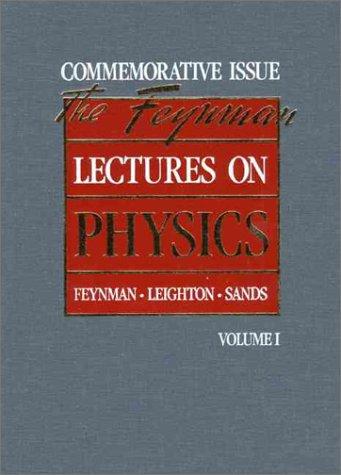 COMMEMORATIVE ISSUE
The Feynman
LECTURES ON
PHYSICS
FEYNMAN · LEIGHTON · SANDS
VOLUME I